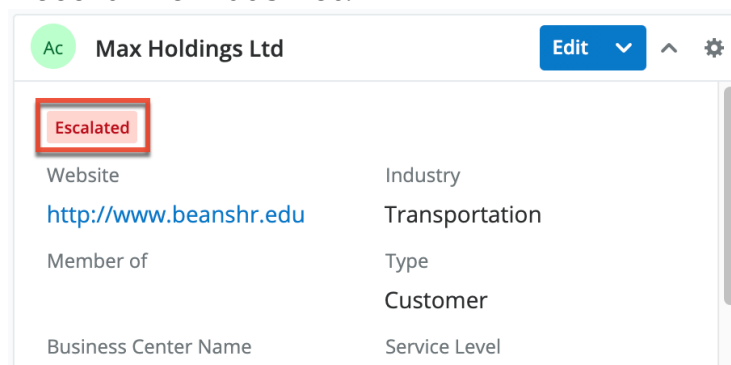 Ac Max Holdings Ltd Edit
Escalated
Website Industry
http://www.beanshr.edu Transportation
Member of Type
Customer
Business Center Name Service Level